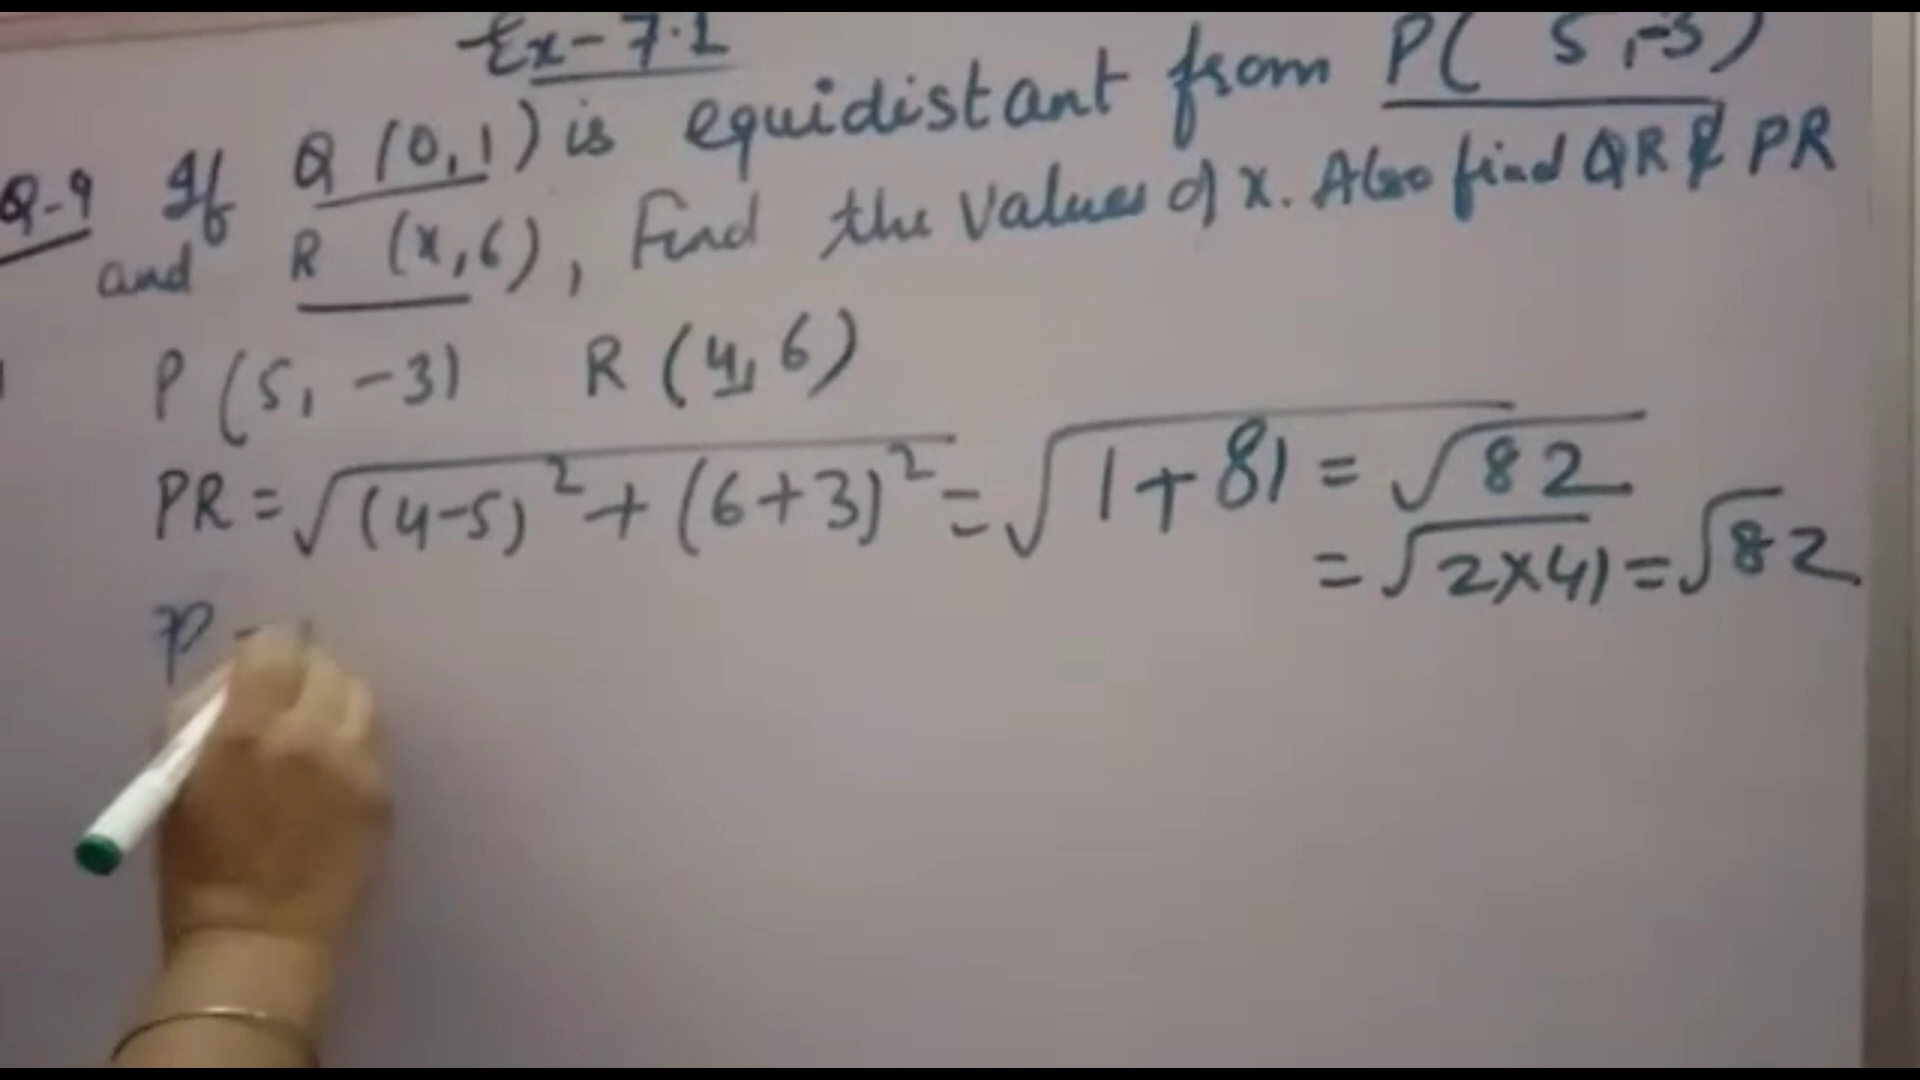 Ex-7.1
Q-9 If Q (0,1) is equidistant from P( 5,-3)
and R (x,6), Find the values of x. Also find QR & PR
P (5, -3) R (4,6)
PR = √(4-5)² + (6+3)² = √1+81 = √82
= √2×41 = √82
P -